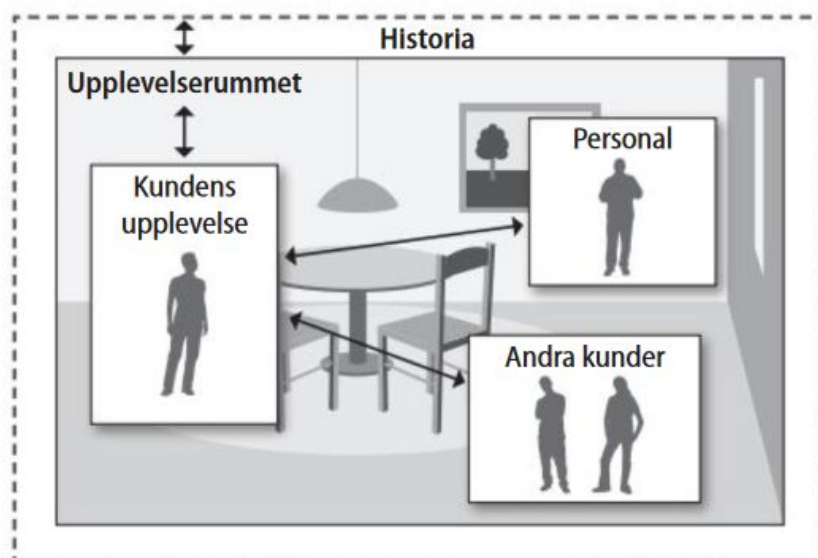 Historia
Upplevelserummet
Personal
Kundens
upplevelse
Andra kunder